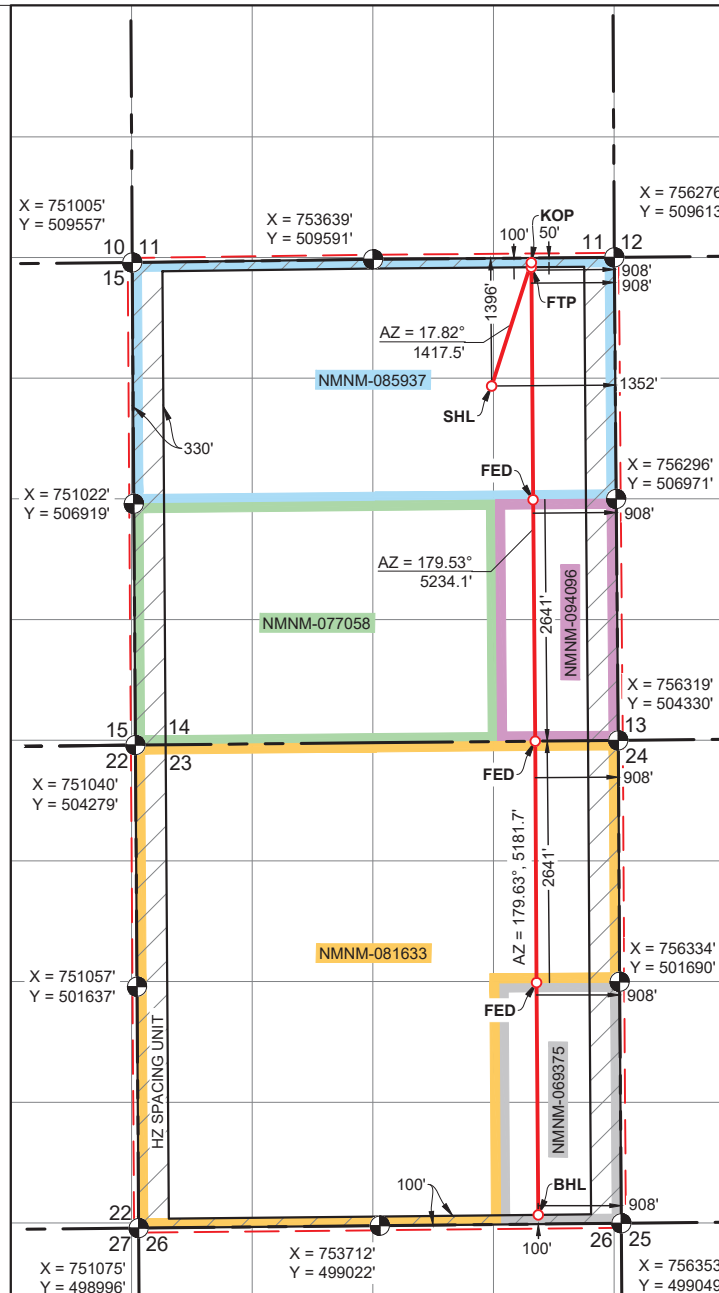 X = 751005'
Y = 509557'
X = 753639'
Y = 509591'
X = 756276
Y = 509613
KOP
50'
100'
10 11
15
11 12
908'
908'
FTP
1396'
AZ = 17.82°
1417.5'
NMNM-085937
1352'
SHL
330'
FED
X = 751022'
Y = 506919'
X = 756296'
Y = 506971'
908'
AZ = 179.53°
5234.1'
2641'
NMNM-094096
NMNM-077058
X = 756319'
Y = 504330'
15 14
22 23
13
24
FED
908'
X = 751040'
Y = 504279'
AZ = 179.63°, 5181.7'
2641'
NMNM-081633
X = 756334'
Y = 501690'
X = 751057'
Y = 501637'
FED
908'
HZ SPACING UNIT
NMNM-069375
100'
BHL
908'
22
27 26
100'
26 25
X = 751075'
Y = 498996'
X = 753712'
Y = 499022'
X = 756353
Y = 499049